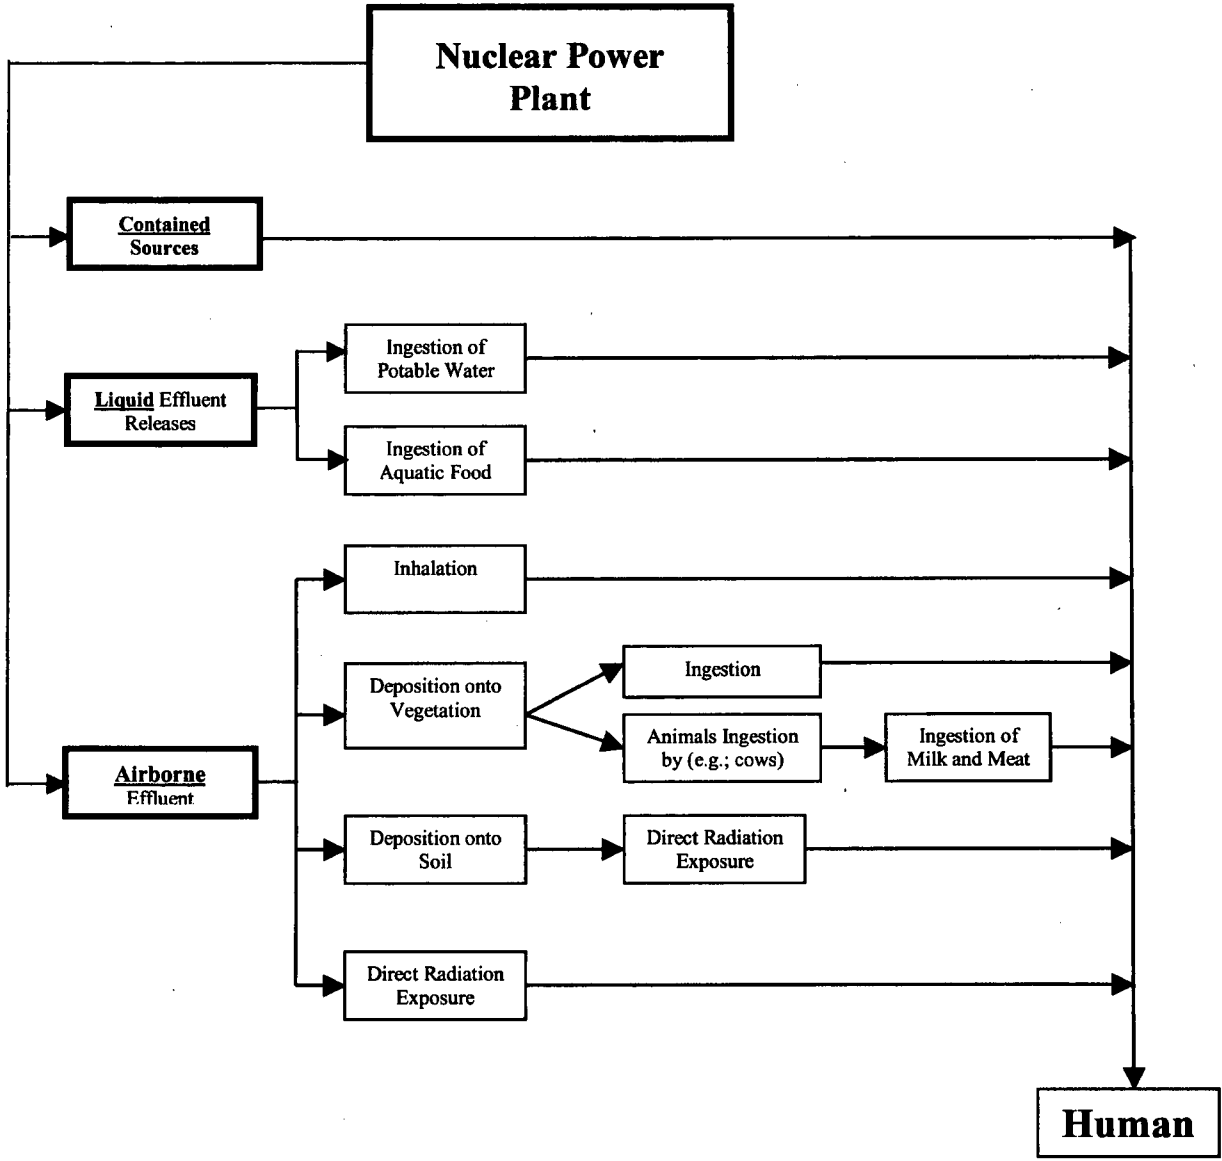 Nuclear Power
Plant
Contained
Sources
Ingestion of
Potable Water
Liquid Effluent
Releases
Ingestion of
Aquatic Food
Inhalation
Deposition onto
Vegetation
Ingestion
Animals Ingestion
by (e.g.; cows)
Ingestion of
Milk and Meat
Airborne
Effluent
Deposition onto
Soil
Direct Radiation
Exposure
Direct Radiation
Exposure
Human